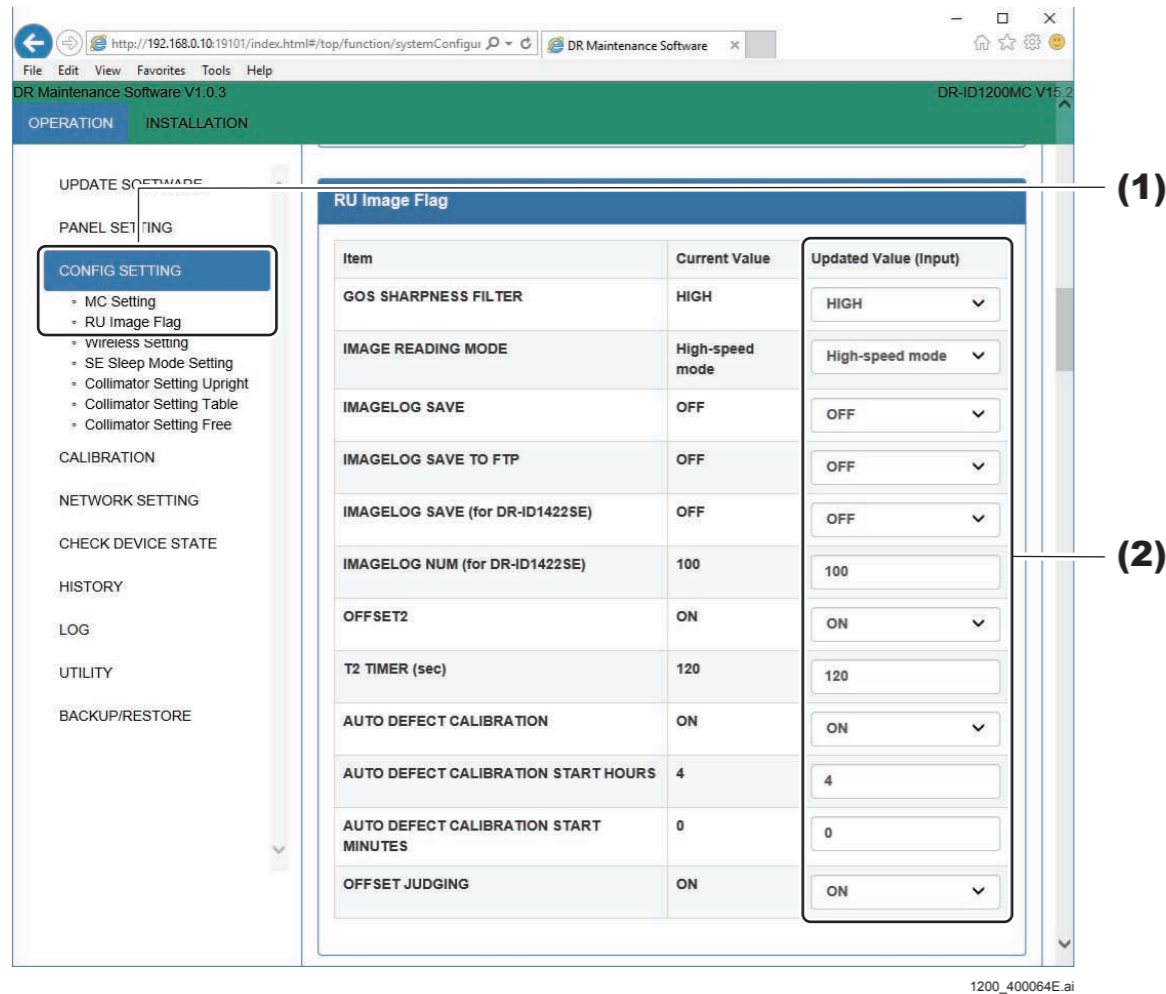 http://192.168.0.10:19101/index.html#/top/function/systemConfigur
DR Maintenance Software
File Edit View Favorites Tools Help
DR Maintenance Software V1.0.3 DR-ID1200MC V15.2
OPERATION INSTALLATION
UPDATE SOFTWARE
PANEL SETTING
CONFIG SETTING
MC Setting
RU Image Flag
Wireless Setting
SE Sleep Mode Setting
Collimator Setting Upright
Collimator Setting Table
Collimator Setting Free
CALIBRATION
NETWORK SETTING
CHECK DEVICE STATE
HISTORY
LOG
UTILITY
BACKUP/RESTORE
RU Image Flag
Item Current Value Updated Value (Input)
GOS SHARPNESS FILTER HIGH HIGH
IMAGE READING MODE High-speed High-speed mode
mode
IMAGELOG SAVE OFF OFF
IMAGELOG SAVE TO FTP OFF OFF
IMAGELOG SAVE (for DR-ID1422SE) OFF OFF
IMAGELOG NUM (for DR-ID1422SE) 100 100
OFFSET2 ON ON
T2 TIMER (sec) 120 120
AUTO DEFECT CALIBRATION ON ON
AUTO DEFECT CALIBRATION START HOURS 4 4
AUTO DEFECT CALIBRATION START 0 0
MINUTES
OFFSET JUDGING ON ON
(1)
(2)
1200_400064E.ai